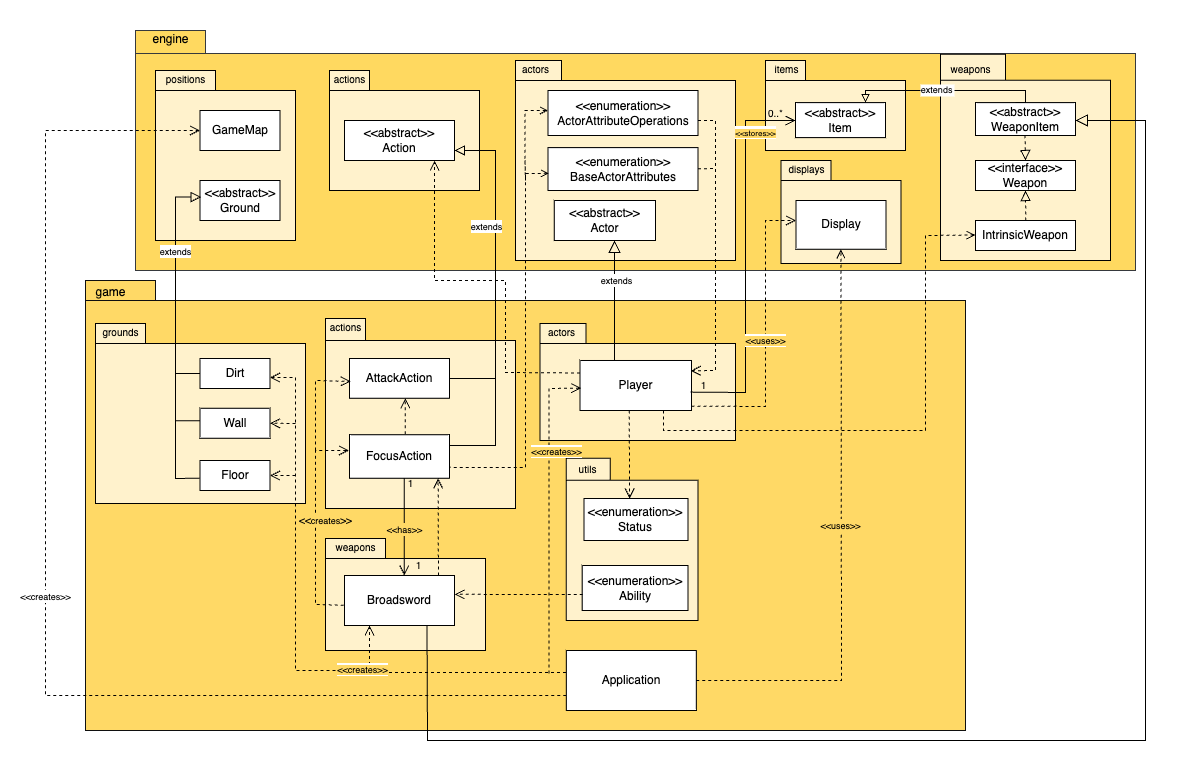 engine
positions
GameMap
<<abstract>>
Ground
extends
actions
<<abstract>>
Action
extends
actors
<<enumeration>>
ActorAttributeOperations
<<enumeration>>
BaseActorAttributes
<<abstract>>
Actor
extends
items
0..*
<<stores>>
<<abstract>>
Item
extends
displays
Display
weapons
<<abstract>>
WeaponItem
<<interface>>
Weapon
IntrinsicWeapon
game
grounds
Dirt
Wall
Floor
actions
AttackAction
FocusAction
1
<<creates>>
<<has>>
1
actors
Player
1
<<uses>>
<<creates>>
utils
<<enumeration>>
Status
<<enumeration>>
Ability
<<uses>>
weapons
Broadsword
<<creates>>
<<creates>>
Application